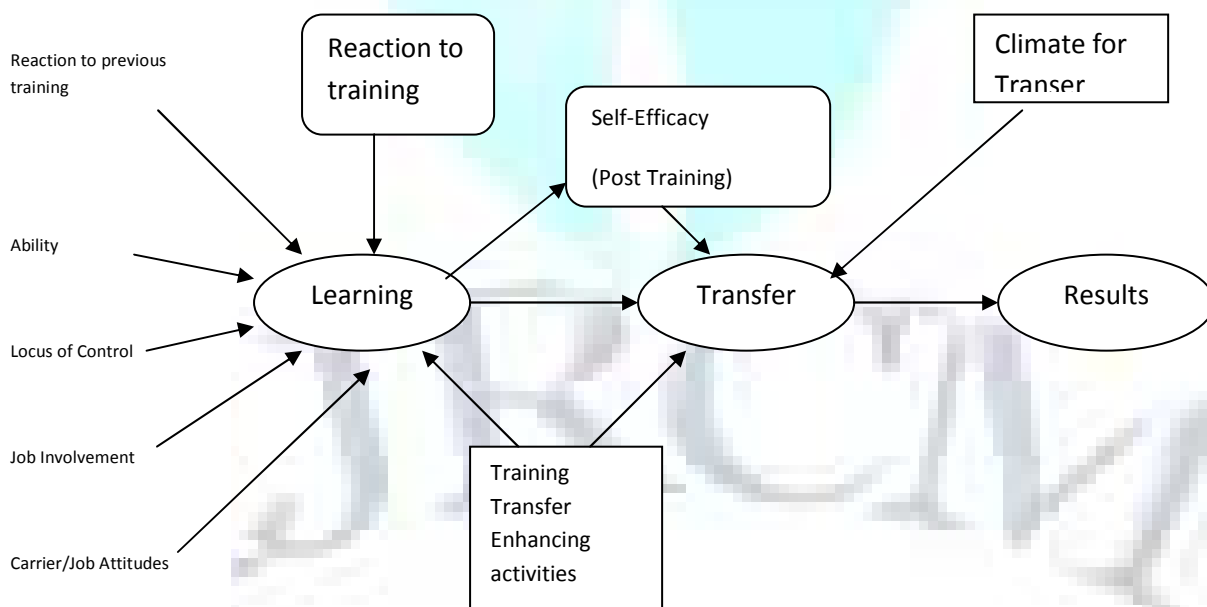 Reaction to previous
training
Reaction to
training
Climate for
Transer
Self-Efficacy
(Post Training)
Ability
Learning
Transfer
Results
Locus of Control
Job Involvement
Training
Transfer
Enhancing
activities
Carrier/Job Attitudes